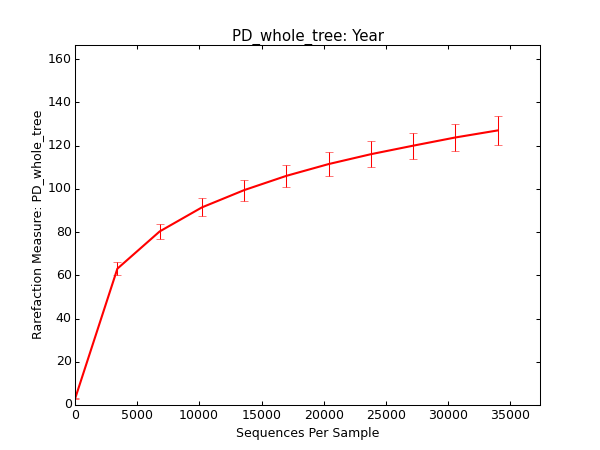 PD_whole_tree: Year
160
140
120
100
80
60
40
20
0
Rarefaction Measure: PD_whole_tree
0 5000 10000 15000 20000 25000 30000 35000
Sequences Per Sample